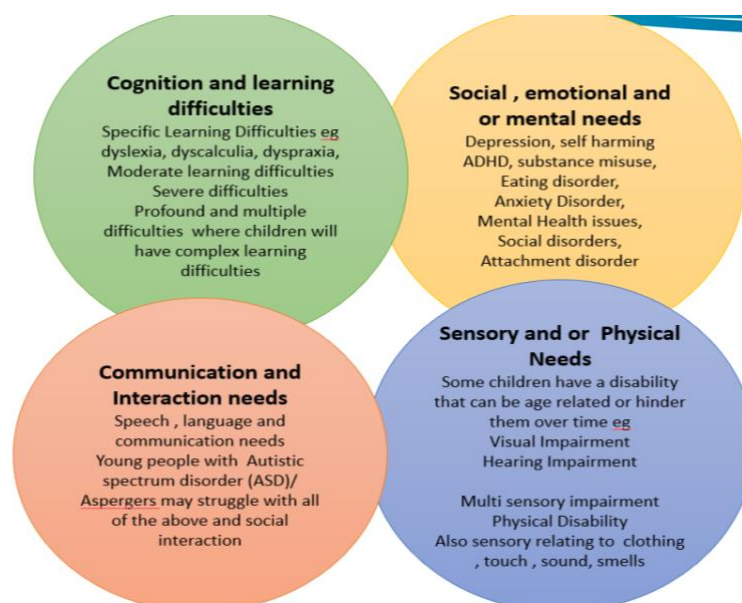 Cognition and learning
difficulties
Specific Learning Difficulties eg
dyslexia, dyscalculia, dyspraxia,
Moderate learning difficulties
Severe difficulties
Profound and multiple
difficulties where children will
have complex learning
difficulties
Social , emotional and
or mental needs
Depression, self harming
ADHD, substance misuse,
Eating disorder,
Anxiety Disorder,
Mental Health issues,
Social disorders,
Attachment disorder
Communication and
Interaction needs
Speech , language and
communication needs
Young people with Autistic
spectrum disorder (ASD)/
Aspergers may struggle with all
of the above and social
interaction
Sensory and or Physical
Needs
Some children have a disability
that can be age related or hinder
them over time eg
Visual Impairment
Hearing Impairment
Multi sensory impairment
Physical Disability
Also sensory relating to clothing
, touch , sound, smells